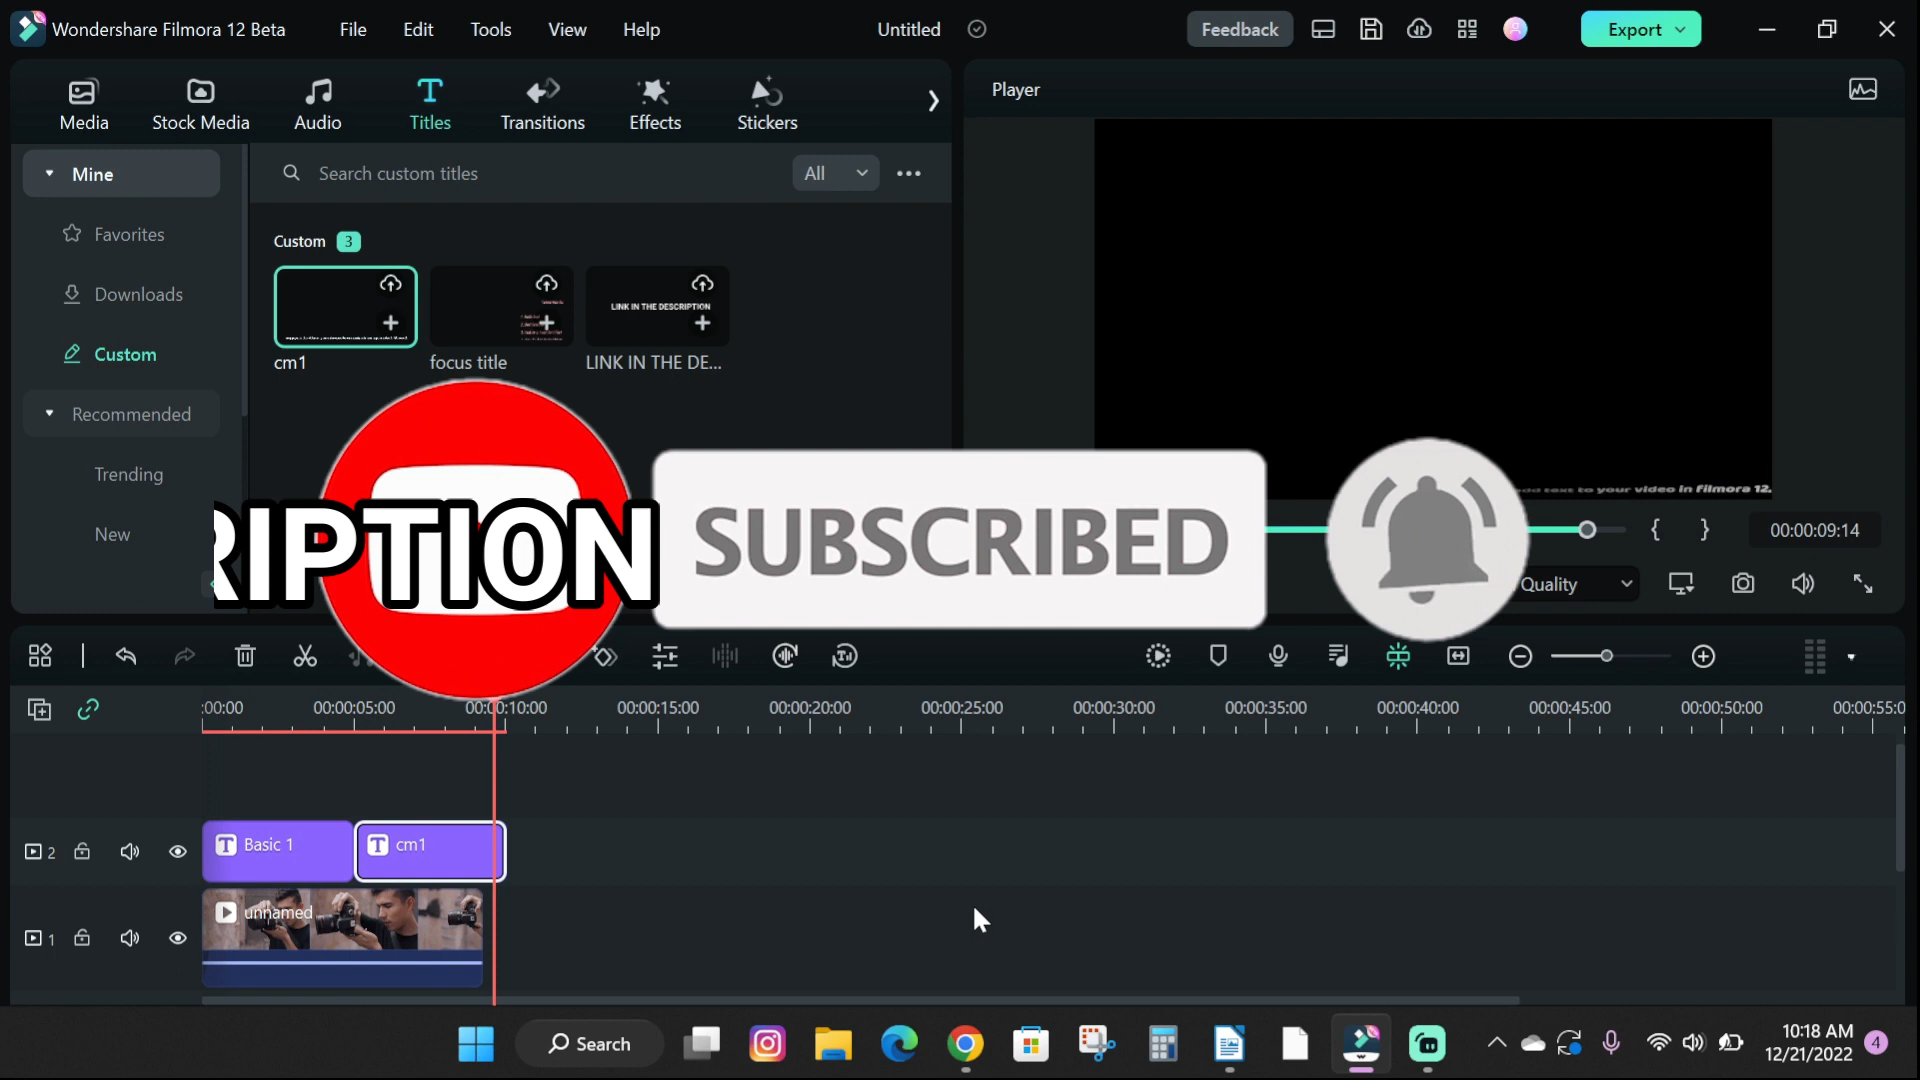 Wondershare Filmora 12 Beta
File
Edit
Tools
View
Help
Untitled
Feedback
Export
Media
Stock Media
Audio
Titles
Transitions
Effects
Stickers
Player
Mine
Search custom titles
All
Favorites
Custom 3
Downloads
LINK IN THE DESCRIPTION
Custom
cm1
focus title
LINK IN THE DE...
Recommended
Trending
New
RIPTION
SUBSCRIBED
add text to your video in filmora 12.
00:00:09:14
Quality
:00:00
00:00:05:00
00:00:10:00
00:00:15:00
00:00:20:00
00:00:25:00
00:00:30:00
00:00:35:00
00:00:40:00
00:00:45:00
00:00:50:00
00:00:55:0
2
Basic 1
cm1
1
unnamed
Search
10:18 AM
12/21/2022
4